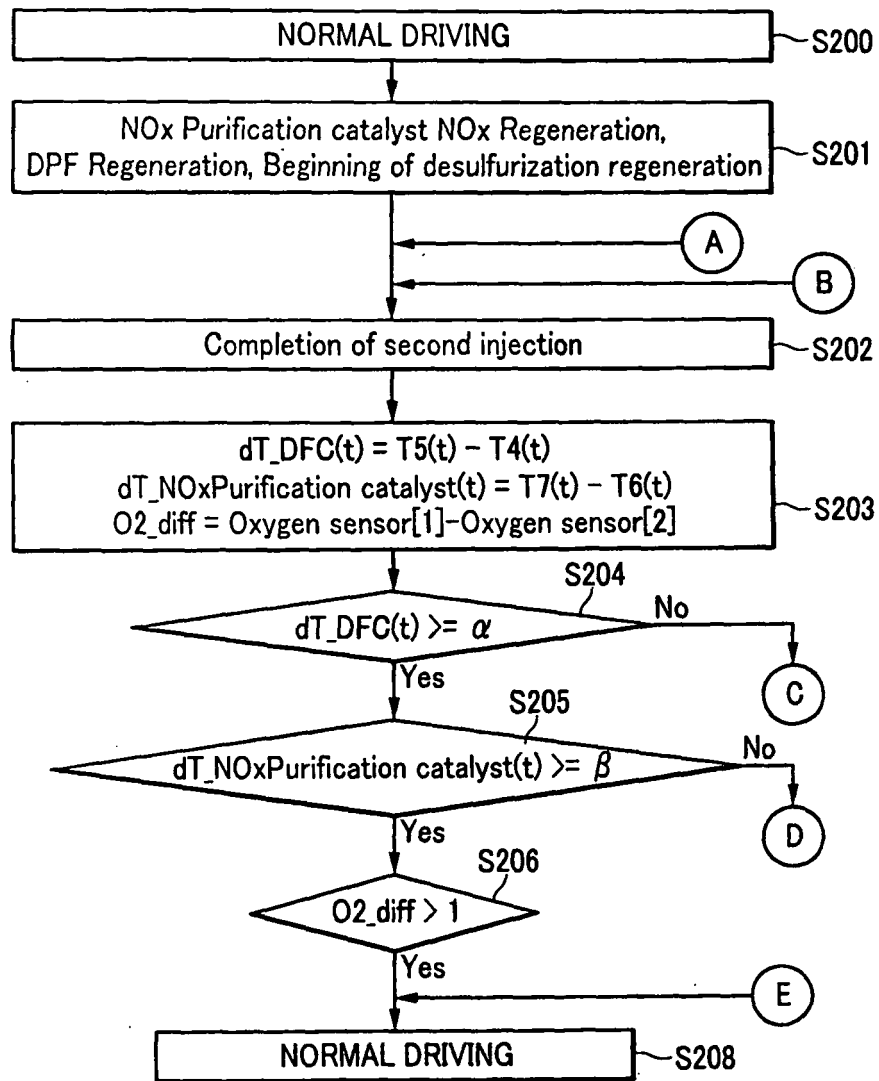 NORMAL DRIVING
S200
NOx Purification catalyst NOx Regeneration,
DPF Regeneration, Beginning of desulfurization regeneration
S201
A
B
Completion of second injection
S202
dT_DFC(t) = T5(t) - T4(t)
dT_NOxPurification catalyst(t) = T7(t) - T6(t)
O2_diff = Oxygen sensor[1]-Oxygen sensor[2]
S203
S204
dT_DFC(t) >= α
No
Yes
C
S205
dT_NOxPurification catalyst(t) >= β
No
Yes
D
S206
O2_diff > 1
Yes
E
NORMAL DRIVING
S208